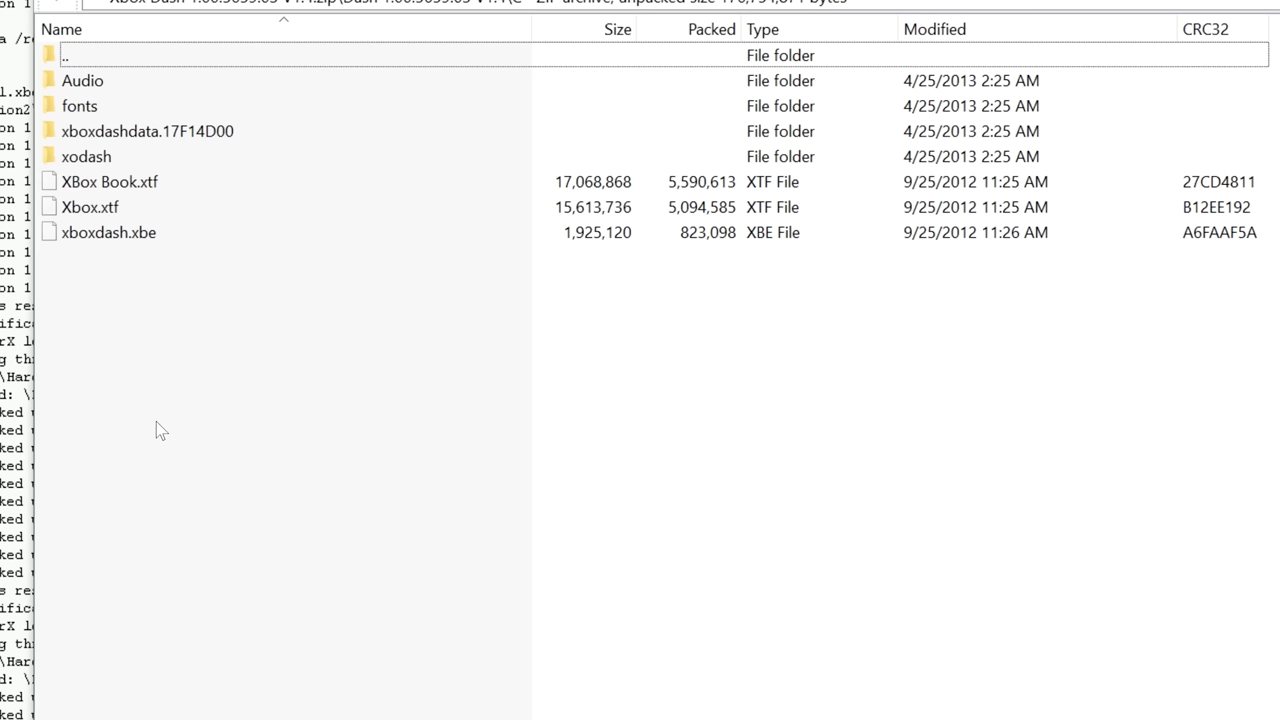 Name Size Packed Type Modified CRC32
.. File folder
Audio File folder 4/25/2013 2:25 AM
fonts File folder 4/25/2013 2:25 AM
xboxdashdata.17F14D00 File folder 4/25/2013 2:25 AM
xodash File folder 4/25/2013 2:25 AM
XBox Book.xtf 17,068,868 5,590,613 XTF File 9/25/2012 11:25 AM 27CD4811
Xbox.xtf 15,613,736 5,094,585 XTF File 9/25/2012 11:25 AM B12EE192
xboxdash.xbe 1,925,120 823,098 XBE File 9/25/2012 11:26 AM A6FAAF5A